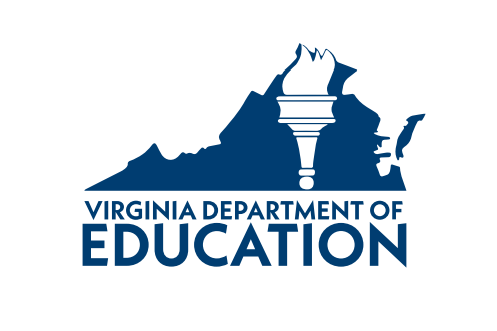 VIRGINIA DEPARTMENT OF
EDUCATION